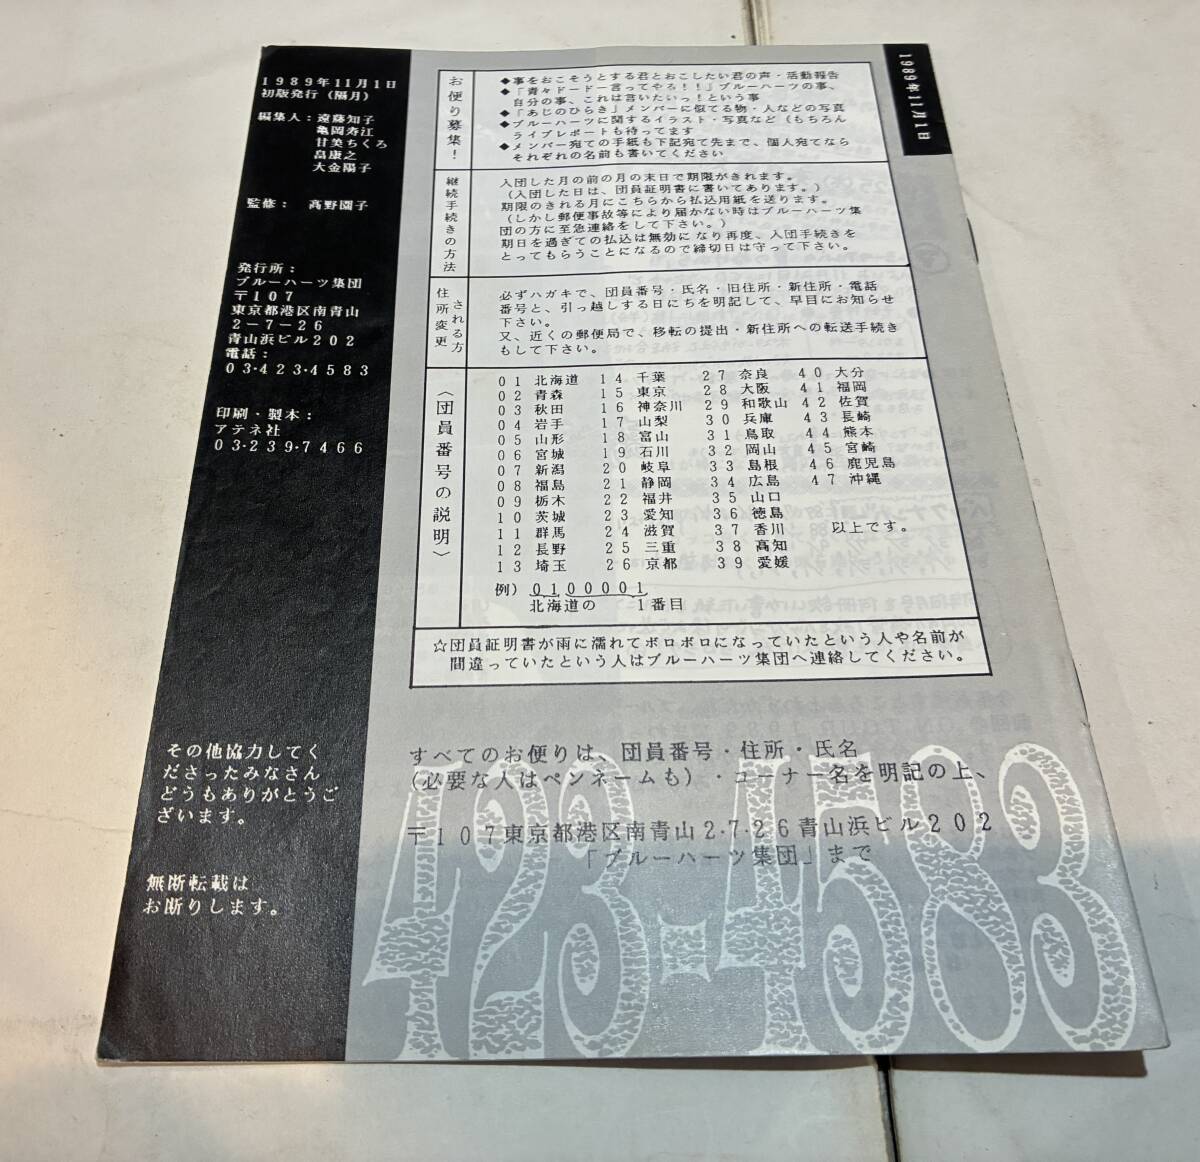 1989年11月1日
初版発行（隔月）
編集人：遠藤知子
亀岡寿江
甘美ちくろ
畠康之
大金陽子
監修：　高野園子
発行所：
ブルーハーツ集団
〒107
東京都港区南青山
2－7－26
青山浜ビル202
電話：
03・423・4583
印刷・製本：
アテネ社
03・239・7466
その他協力してく
ださったみなさん
どうもありがとうご
ざいます。
無断転載は
お断りします。
1989年11月1日
お便り募集！
◆事をおこそうとする君とおこしたい君の声・活動報告
◆「青々ドードー言ってやる！！」ブルーハーツの事、
自分の事、これは言いたいっ！という事
◆「あじのひらき」メンバーに似てる物・人などの写真
◆ブルーハーツに関するイラスト・写真など（もちろん
ライブレポートも待ってます
◆メンバー宛ての手紙も下記宛て先まで、個人宛てなら
それぞれの名前も書いてください
継続手続きの方法
入団した月の前の月の末日で期限がきれます。
（入団した日は、団員証明書に書いてあります。）
期限のきれる月にこちらから払込用紙を送ります。
（しかし郵便事故等により届かない時はブルーハーツ集
団の方に至急連絡をして下さい。）
期日を過ぎての払込は無効になり再度、入団手続きを
とってもらうことになるので締切日は守って下さい。
住所変更
される方
必ずハガキで、団員番号・氏名・旧住所・新住所・電話
番号と、引っ越しする日にちを明記して、早目にお知らせ
下さい。
又、近くの郵便局で、移転の提出・新住所への転送手続き
もして下さい。
〈団員番号の説明〉
01　北海道　14　千葉　27　奈良　40　大分
02　青森　15　東京　28　大阪　41　福岡
03　秋田　16　神奈川　29　和歌山　42　佐賀
04　岩手　17　山梨　30　兵庫　43　長崎
05　山形　18　富山　31　鳥取　44　熊本
06　宮城　19　石川　32　岡山　45　宮崎
07　新潟　20　岐阜　33　島根　46　鹿児島
08　福島　21　静岡　34　広島　47　沖縄
09　栃木　22　福井　35　山口
10　茨城　23　愛知　36　徳島
11　群馬　24　滋賀　37　香川　以上です。
12　長野　25　三重　38　高知
13　埼玉　26　京都　39　愛媛
例）0100001
北海道の　1番目
☆団員証明書が雨に濡れてボロボロになっていたという人や名前が
間違っていたという人はブルーハーツ集団へ連絡してください。
すべてのお便りは、団員番号・住所・氏名
（必要な人はペンネームも）・コーナー名を明記の上、
〒107東京都港区南青山2・7・26青山浜ビル202
「ブルーハーツ集団」まで
423-4583